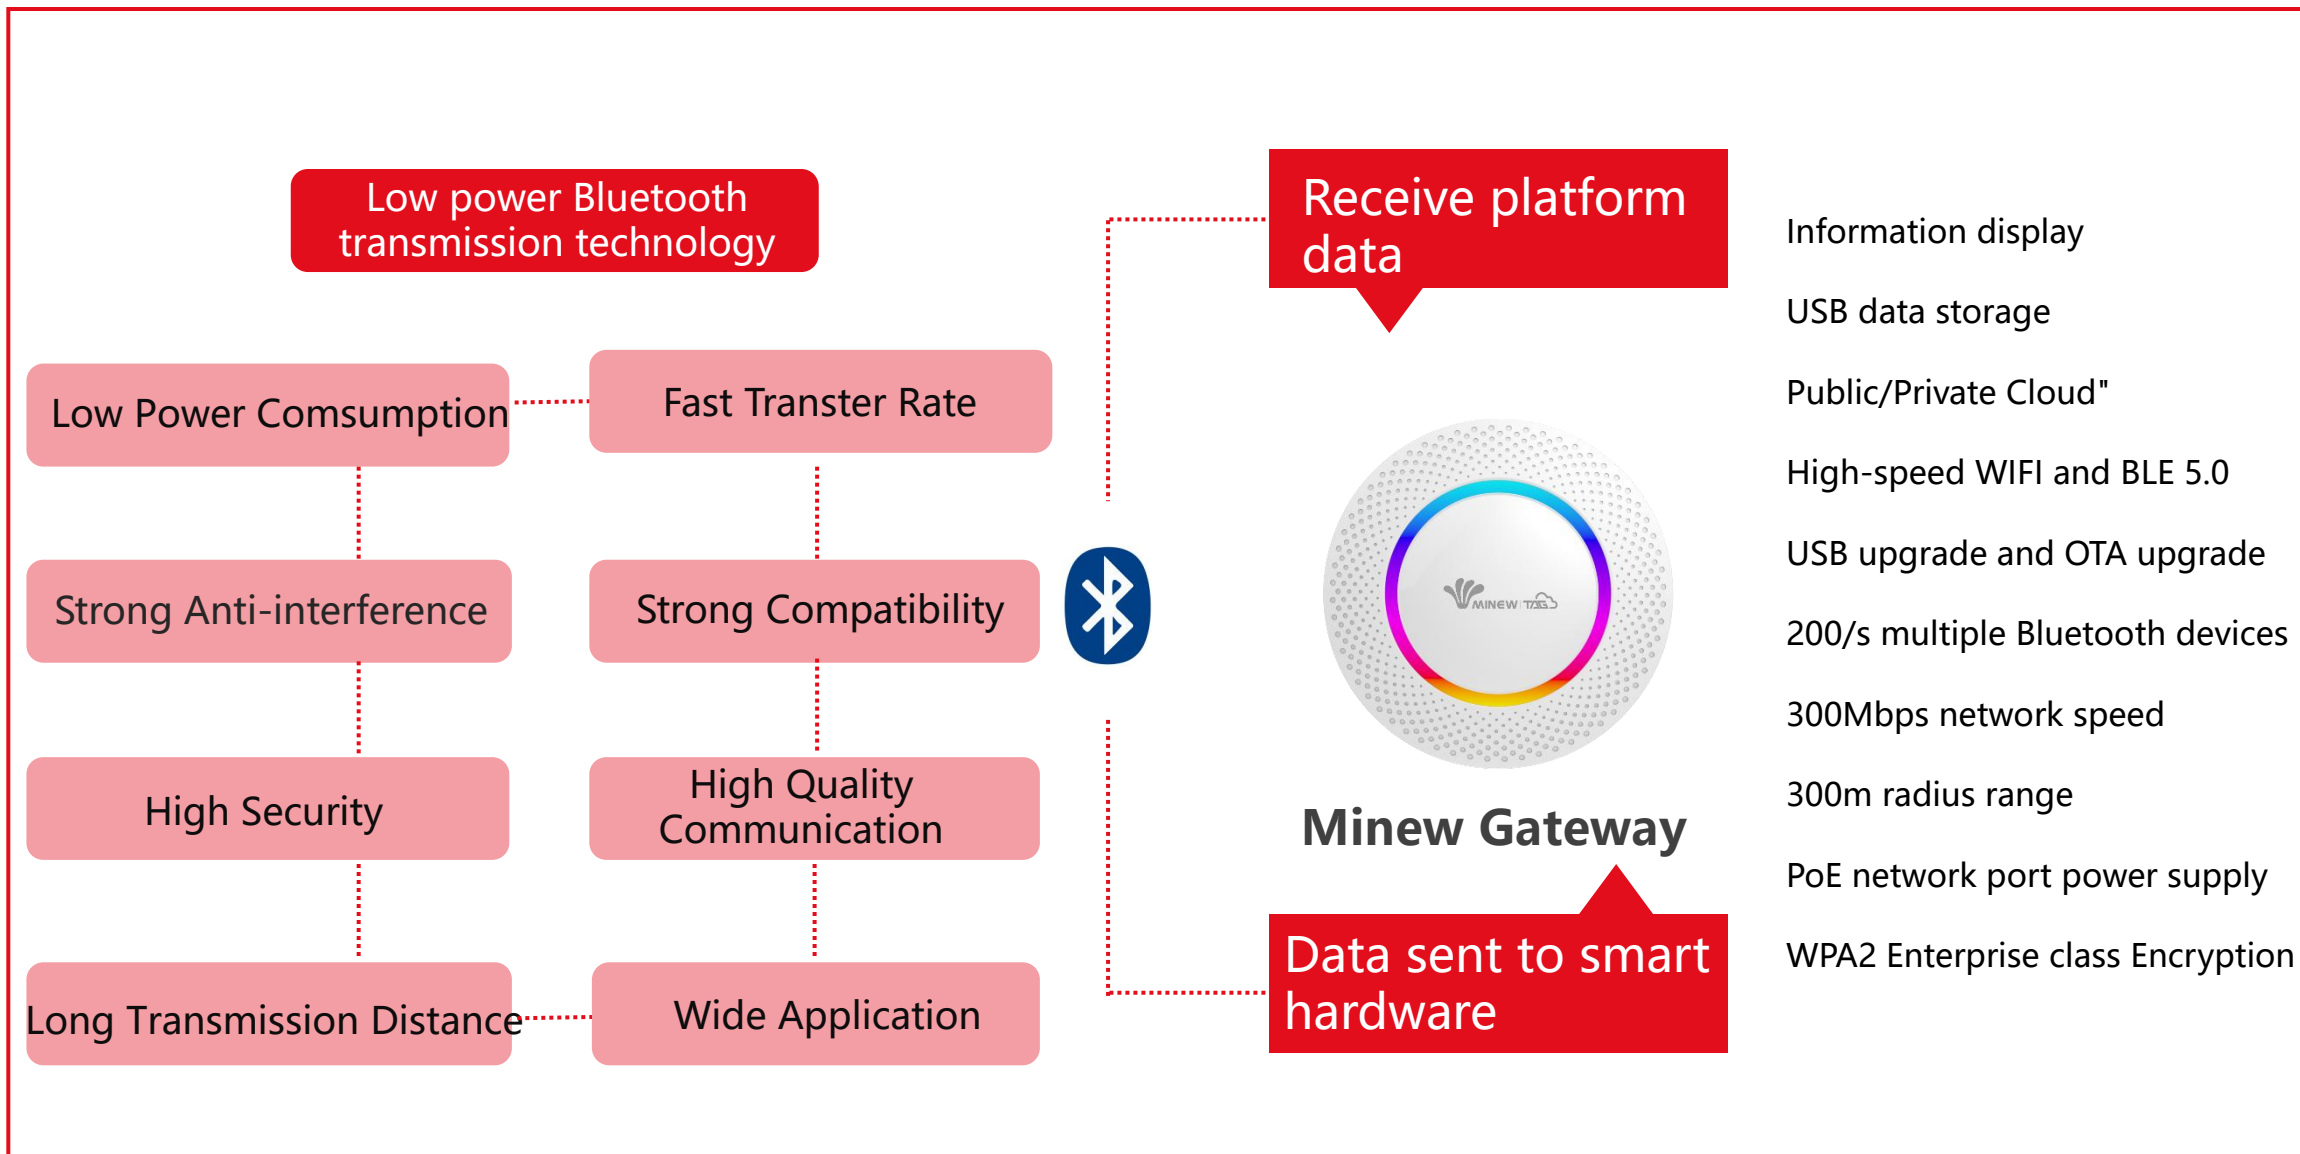 Low power Bluetooth
transmission technology
Low Power Comsumption
Fast Transter Rate
Strong Anti-interference
Strong Compatibility
High Security
High Quality
Communication
Long Transmission Distance
Wide Application
Receive platform
data
MINEW TAG
Minew Gateway
Data sent to smart
hardware
Information display
USB data storage
Public/Private Cloud"
High-speed WIFI and BLE 5.0
USB upgrade and OTA upgrade
200/s multiple Bluetooth devices
300Mbps network speed
300m radius range
PoE network port power supply
WPA2 Enterprise class Encryption